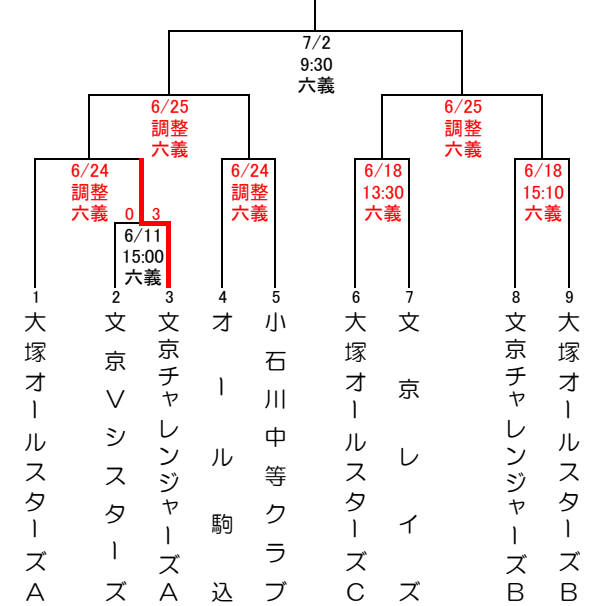 7/2
9:30
六義
6/25
調整
六義
6/25
調整
六義
6/24
調整
六義
6/24
調整
六義
6/18
13:30
六義
6/18
15:10
六義
0 3
6/11
15:00
六義
1 2 3 4 5 6 7 8 9
大塚オールスターズA
文京Vシスターズ
文京チャレンジャーズA
オール駒込
小石川中等クラブ
大塚オールスターズC
文京レイズ
文京チャレンジャーズB
大塚オールスターズB